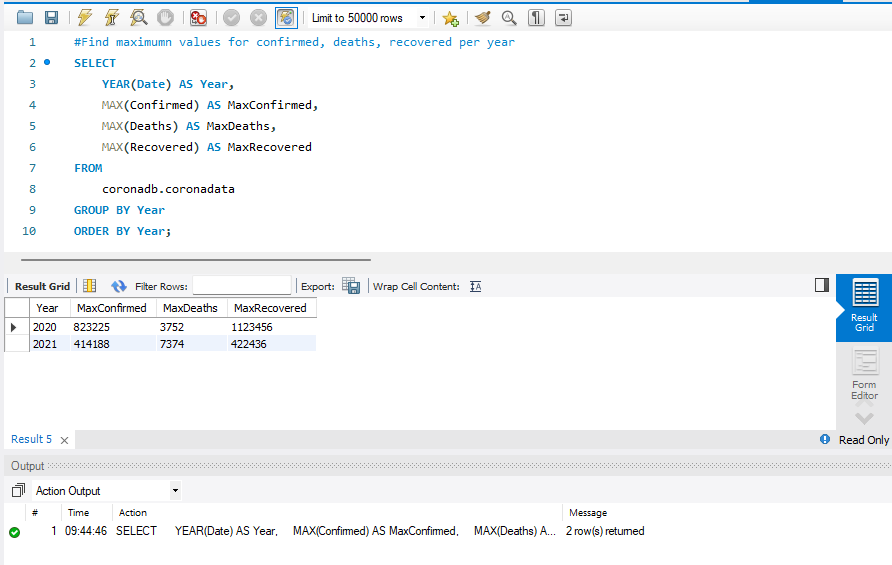 Limit to 50000 rows
1 #Find maximumn values for confirmed, deaths, recovered per year
2 SELECT
3 YEAR(Date) AS Year,
4 MAX(Confirmed) AS MaxConfirmed,
5 MAX(Deaths) AS MaxDeaths,
6 MAX(Recovered) AS MaxRecovered
7 FROM
8 coronadb.coronadata
9 GROUP BY Year
10 ORDER BY Year;
Result Grid Filter Rows: Export: Wrap Cell Content:
Year MaxConfirmed MaxDeaths MaxRecovered
2020 823225 3752 1123456
2021 414188 7374 422436
Result
Grid
Form
Editor
Result 5 Read Only
Output
Action Output
# Time Action Message
1 09:44:46 SELECT YEAR(Date) AS Year, MAX(Confirmed) AS MaxConfirmed, MAX(Deaths) A... 2 row(s) returned